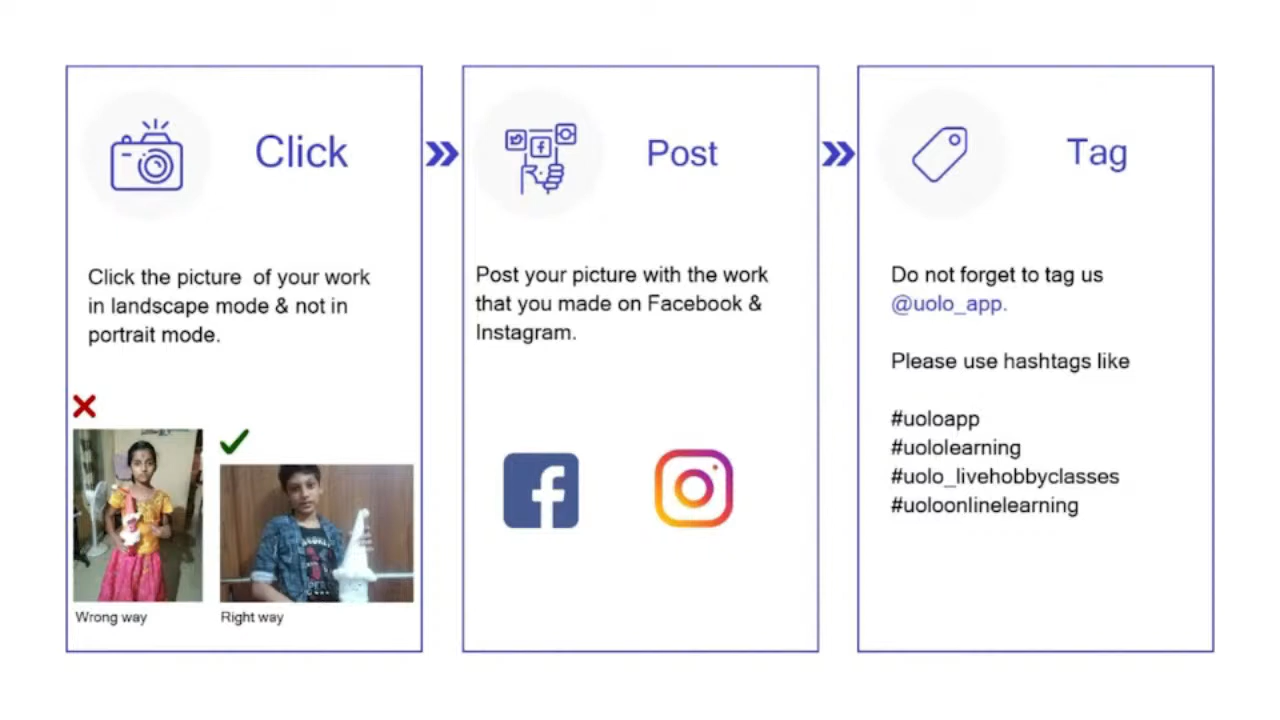 Click
Click the picture  of your work
in landscape mode & not in
portrait mode.
Wrong way
Right way
Post
Post your picture with the work
that you made on Facebook &
Instagram.
Tag
Do not forget to tag us
@uolo_app.
Please use hashtags like
#uoloapp
#uololearning
#uolo_livehobbyclasses
#uoloonlinelearning